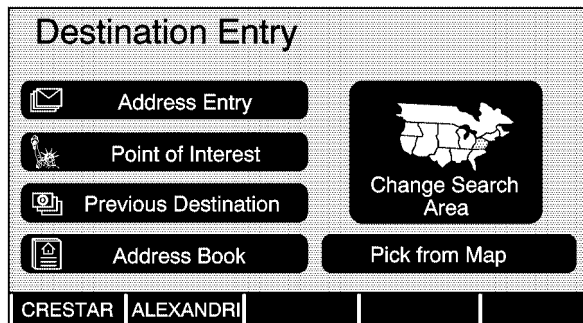 Destination Entry
Address Entry
Point of Interest
Previous Destination
Address Book
Change Search
Area
Pick from Map
CRESTAR ALEXANDRI